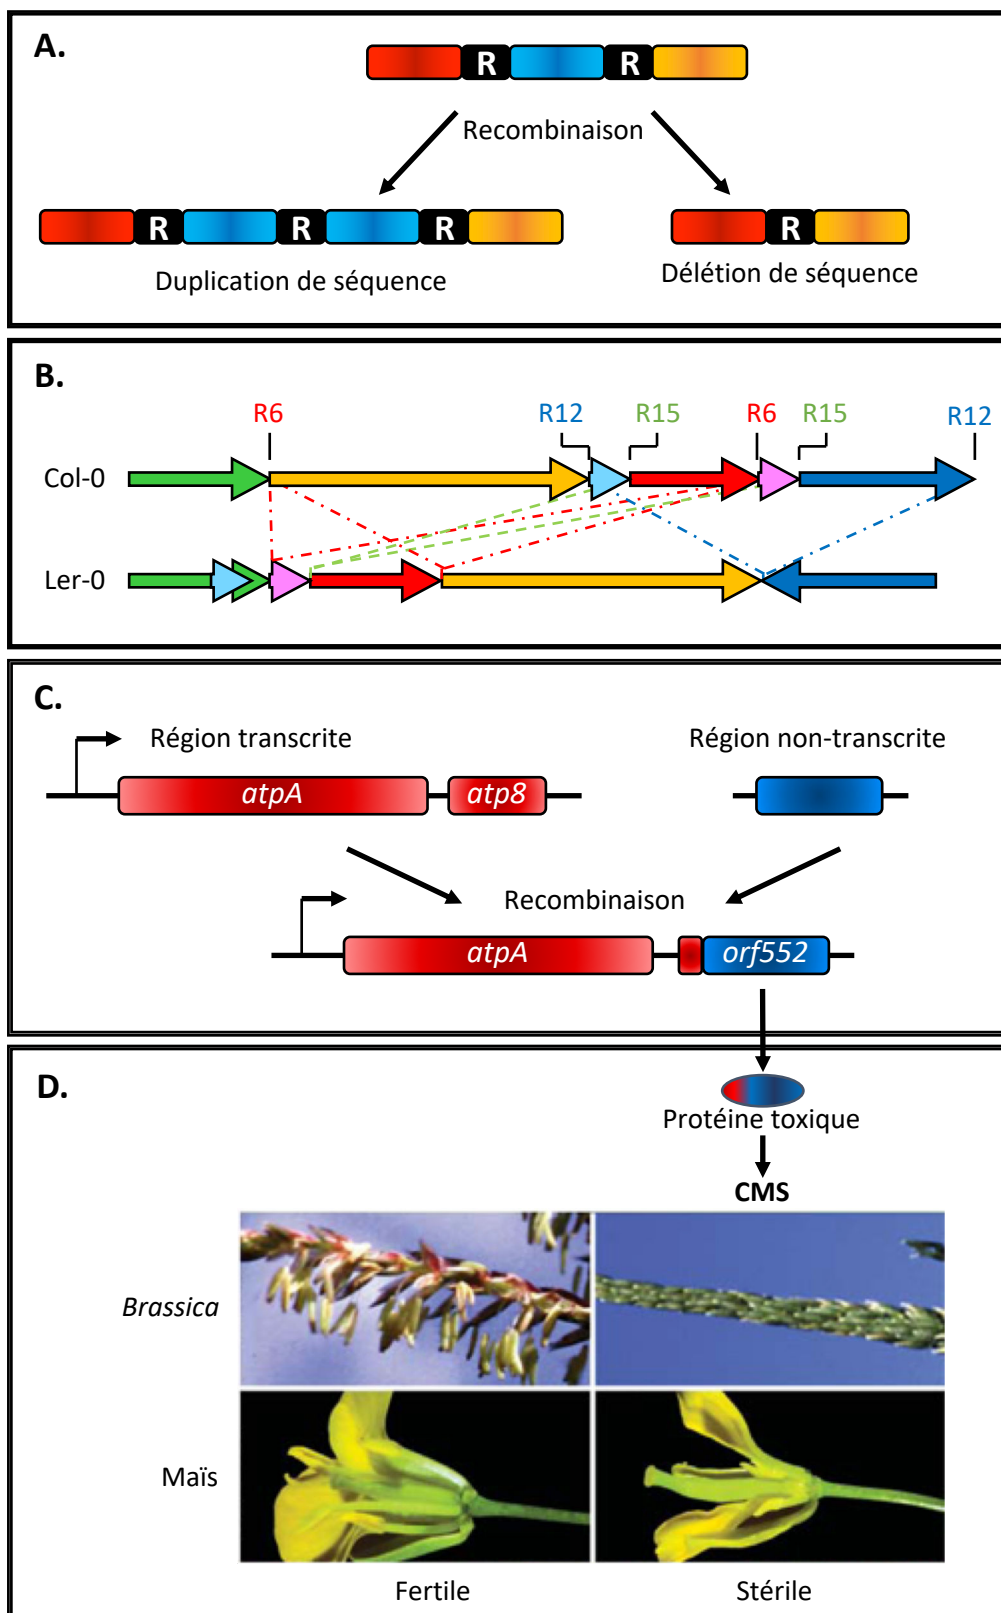 A.
R R
Recombinaison
R R R
R
Duplication de séquence
Délétion de séquence
B.
R6 R12 R15 R6 R15 R12
Col-0
Ler-0
C.
Région transcrite
Région non-transcrite
atpA atp8
Recombinaison
atpA orf552
D.
Protéine toxique
CMS
Brassica
Maïs
Fertile Stérile